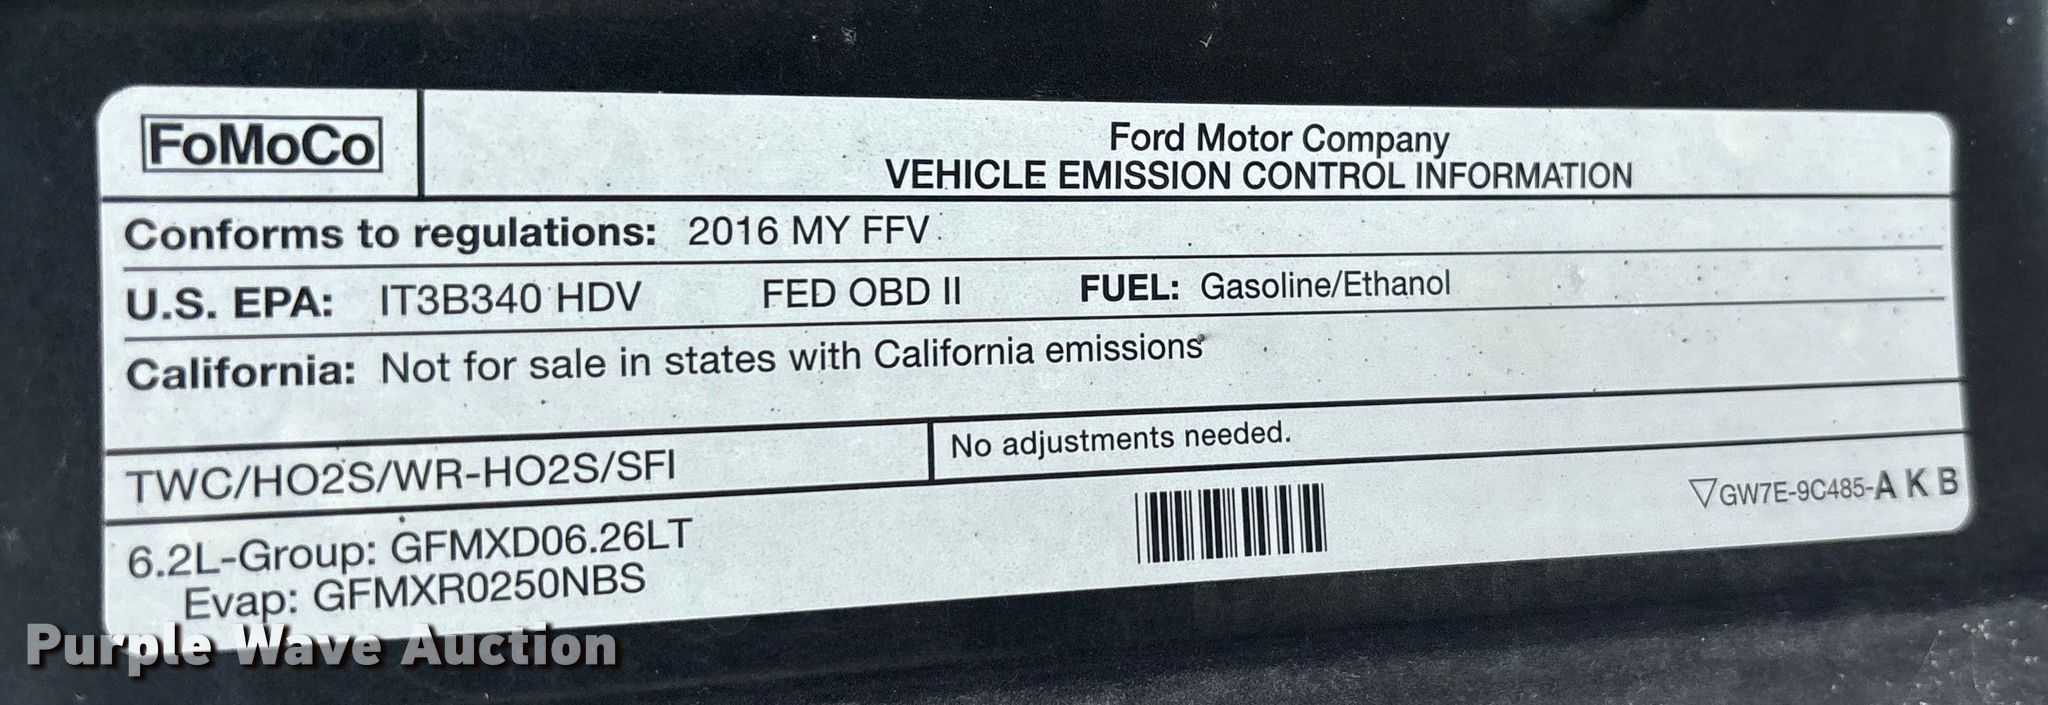 FoMoCo
Ford Motor Company
VEHICLE EMISSION CONTROL INFORMATION
Conforms to regulations: 2016 MY FFV
U.S. EPA: IT3B340 HDV FED OBD II FUEL: Gasoline/Ethanol
California: Not for sale in states with California emissions
TWC/HO2S/WR-HO2S/SFI
No adjustments needed.
6.2L-Group: GFMXD06.26LT
Evap: GFMXR0250NBS
GW7E-9C485-A K B
Purple Wave Auction